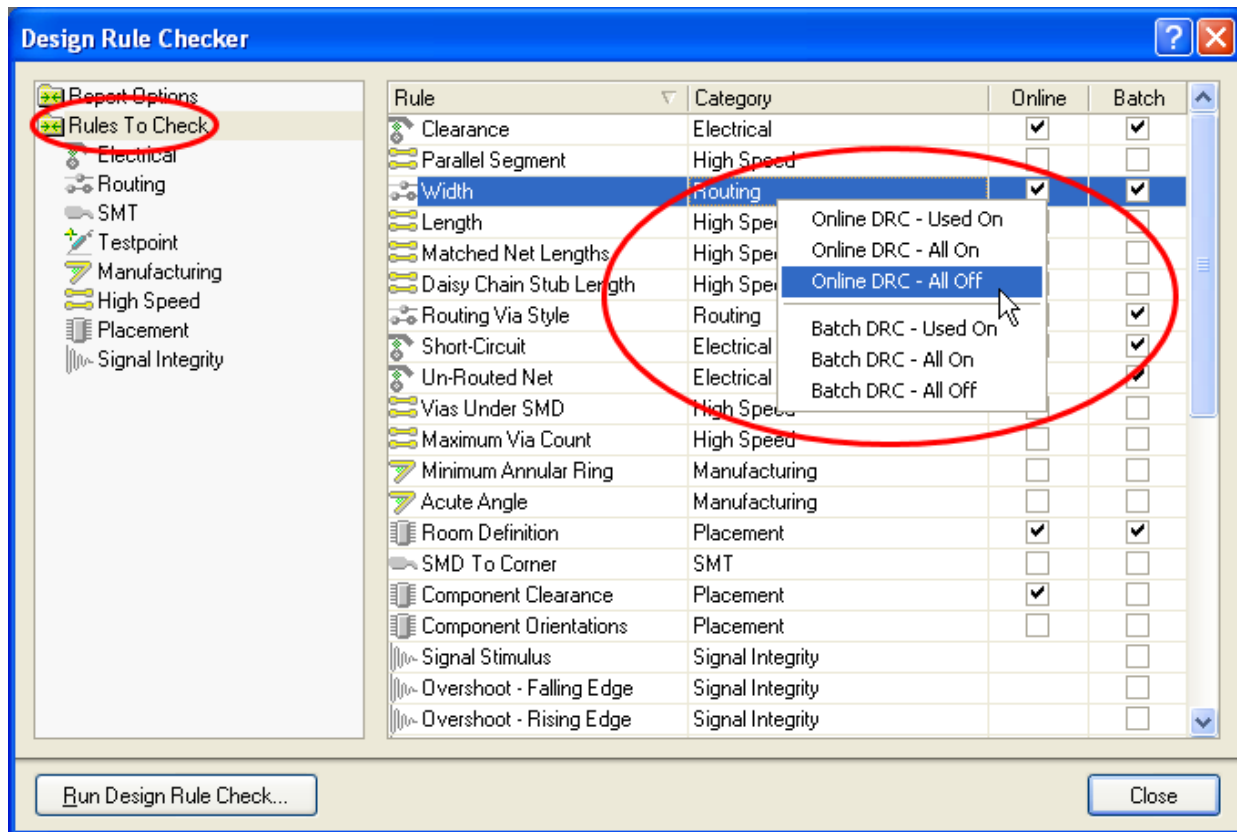 Design Rule Checker
Report Options
Rules To Check
Electrical
Routing
SMT
Testpoint
Manufacturing
High Speed
Placement
Signal Integrity
Rule Category Online Batch
Clearance Electrical
Parallel Segment High Speed
Width Routing
Length High Spe
Matched Net Lengths High Spe
Daisy Chain Stub Length High Spe
Routing Via Style Routing
Short-Circuit Electrical
Un-Routed Net Electrical
Vias Under SMD High Speed
Maximum Via Count High Speed
Minimum Annular Ring Manufacturing
Acute Angle Manufacturing
Room Definition Placement
SMD To Corner SMT
Component Clearance Placement
Component Orientations Placement
Signal Stimulus Signal Integrity
Overshoot - Falling Edge Signal Integrity
Overshoot - Rising Edge Signal Integrity
Online DRC - Used On
Online DRC - All On
Online DRC - All Off
Batch DRC - Used On
Batch DRC - All On
Batch DRC - All Off
Run Design Rule Check...
Close